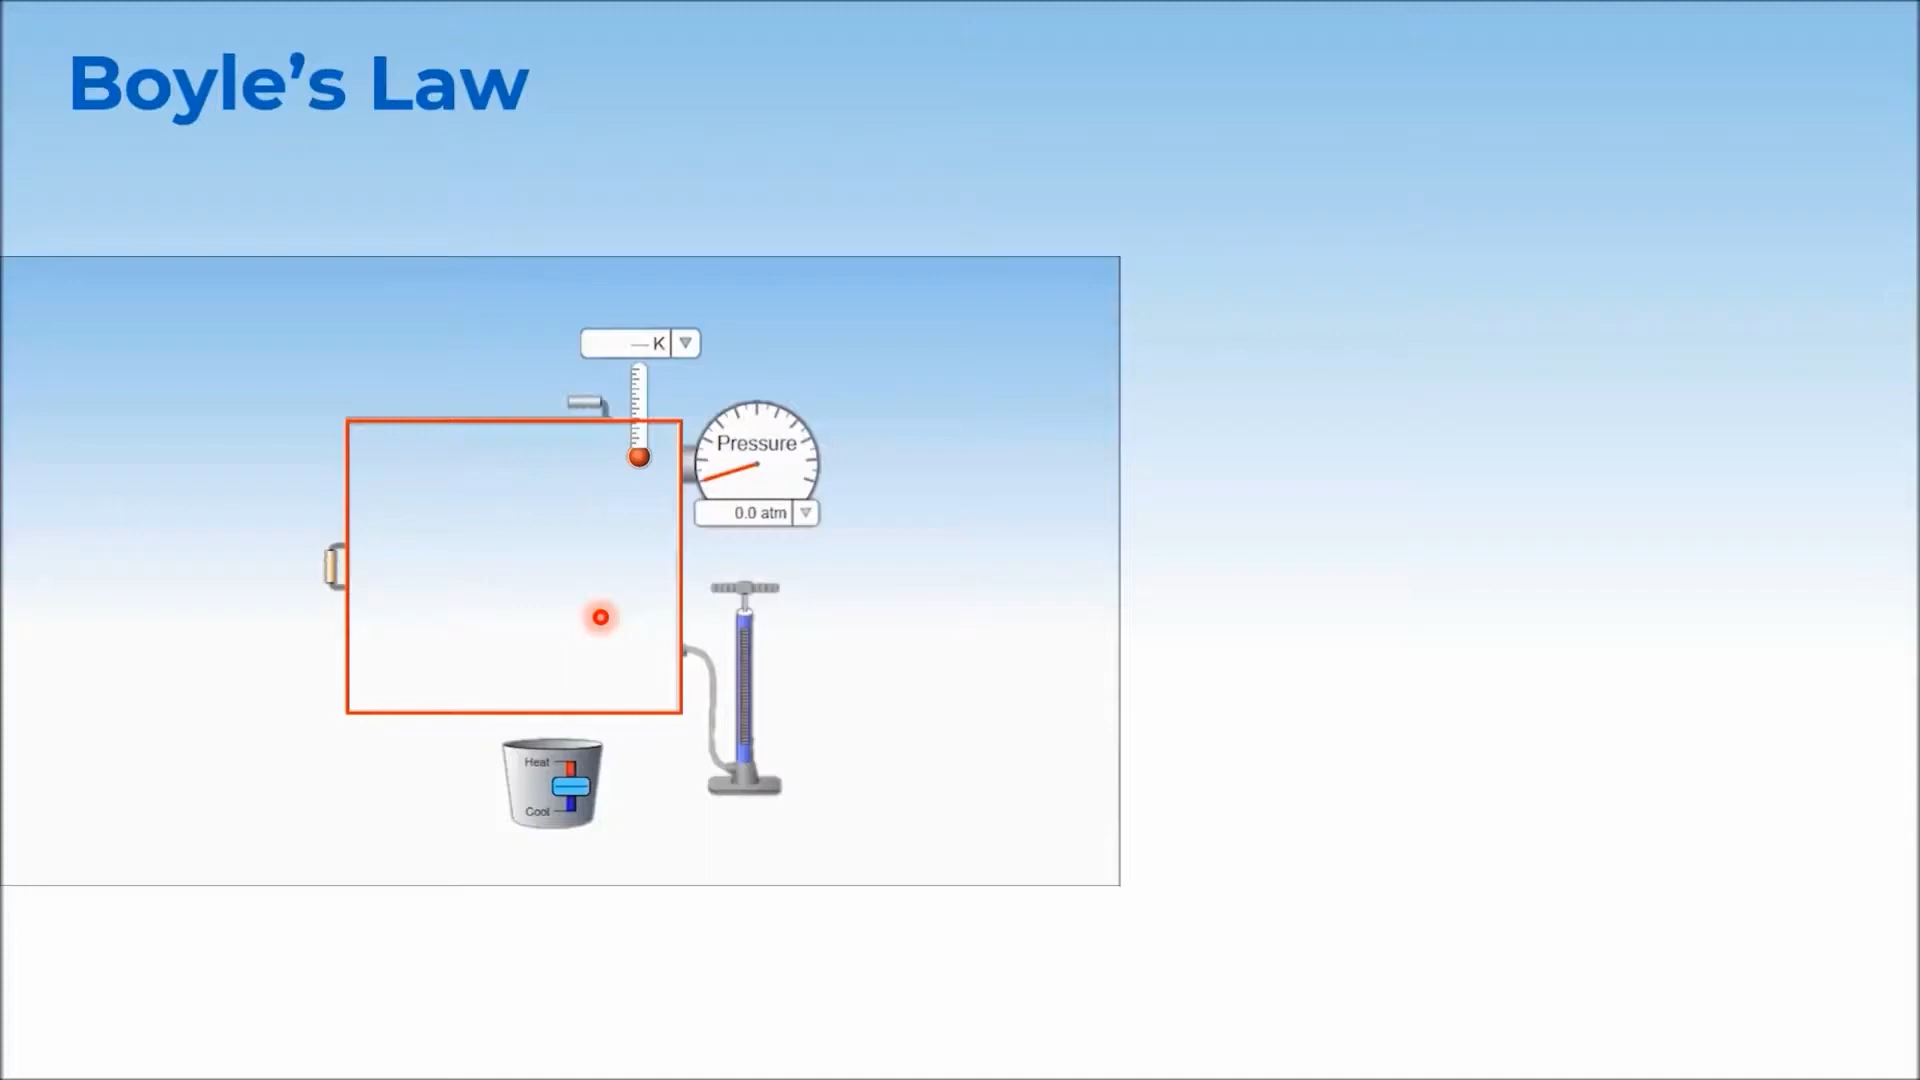 Boyle’s Law
— K
Pressure
0.0 atm
Heat
Cool